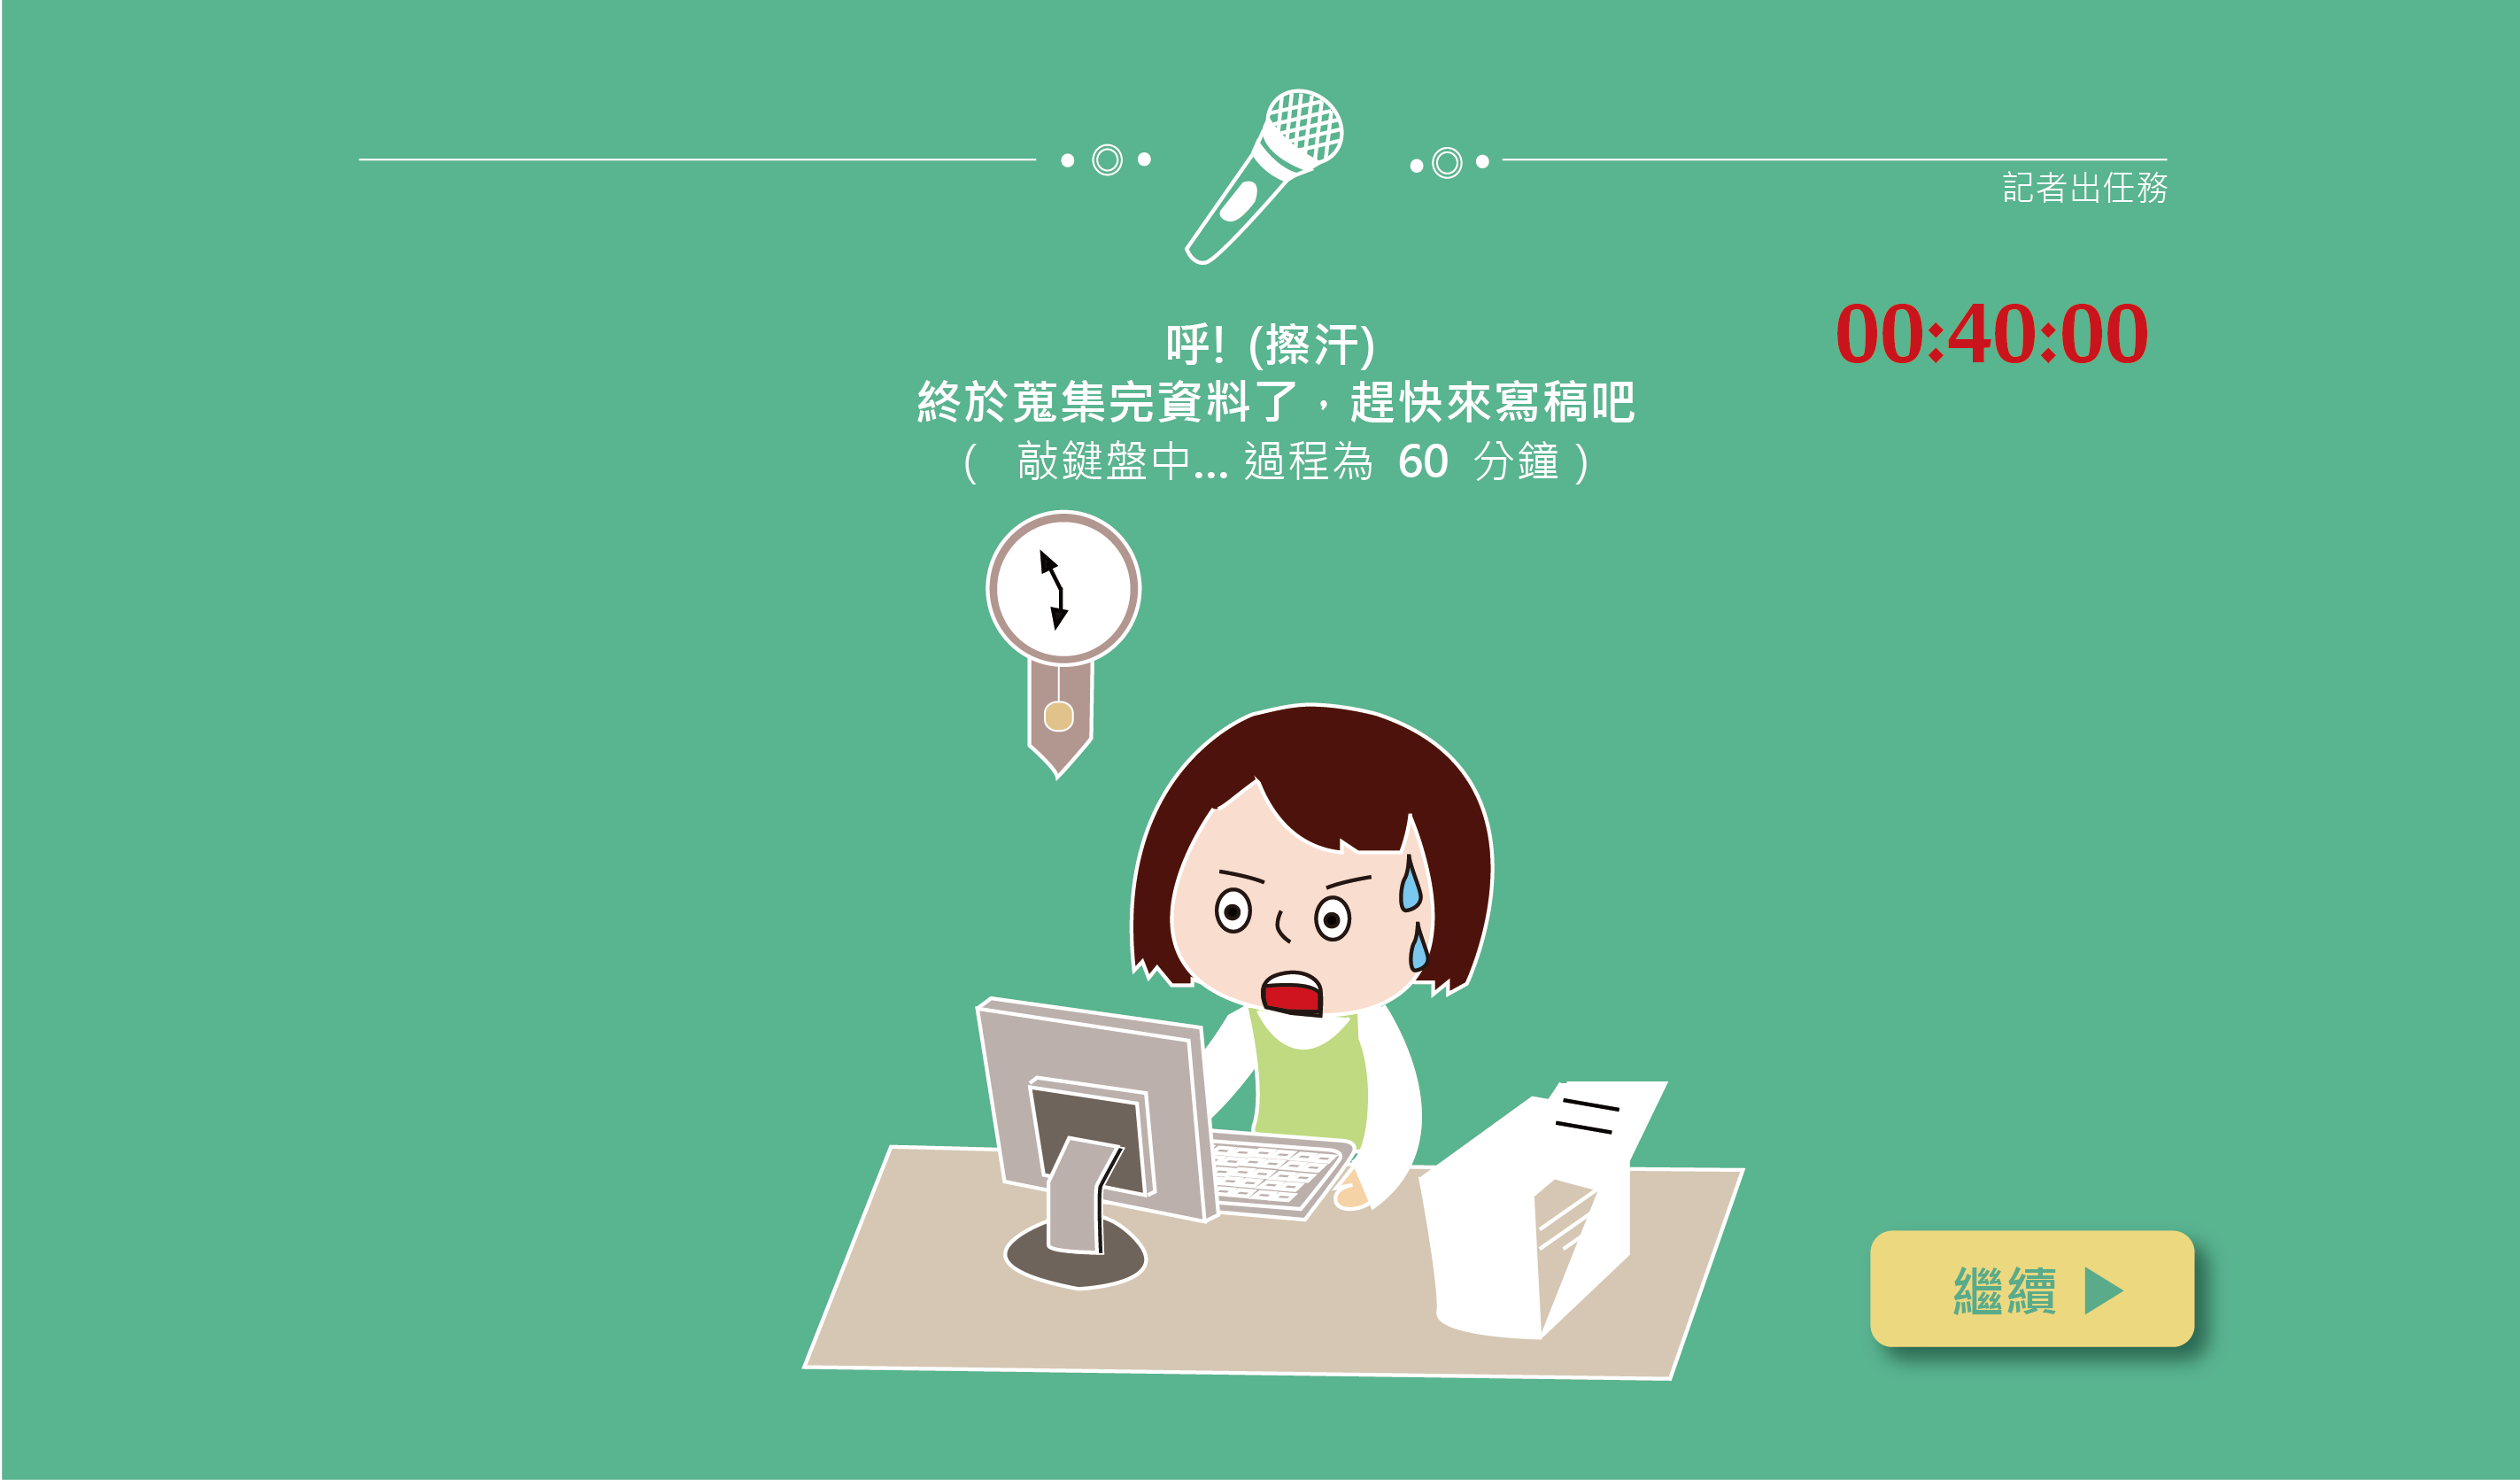 記者出任務
00:40:00
呼! (擦汗)
終於蒐集完資料了，趕快來寫稿吧
( 敲鍵盤中... 過程為 60 分鐘 )
繼續